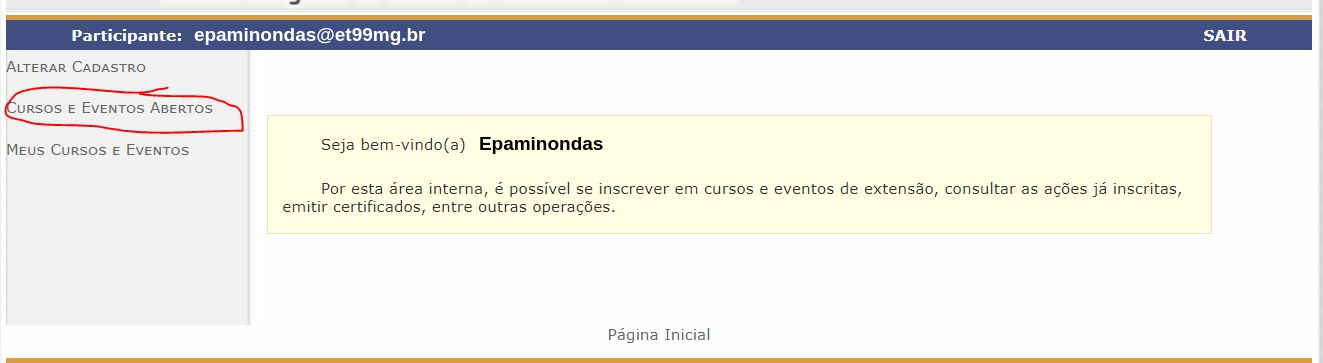 Participante: epaminondas@et99mg.br SAIR
ALTERAR CADASTRO
CURSOS E EVENTOS ABERTOS
MEUS CURSOS E EVENTOS
Seja bem-vindo(a) Epaminondas
Por esta área interna, é possível se inscrever em cursos e eventos de extensão, consultar as ações já inscritas,
emitir certificados, entre outras operações.
Página Inicial